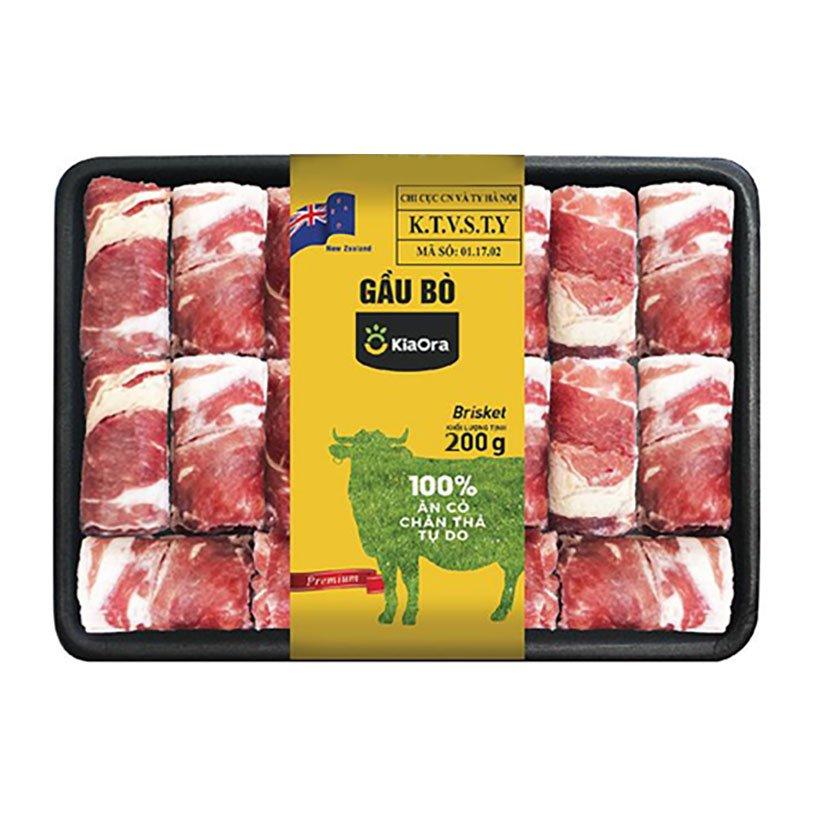 CHI CỤC CN VÀ TY HÀ NỘI
K.T.V.S.T.Y
MÃ SỐ: 01.17.02
New Zealand
GẦU BÒ
KiaOra
Brisket
KHỐI LƯỢNG TỊNH
200g
100%
ĂN CỎ
CHĂN THẢ
TỰ DO
Premium